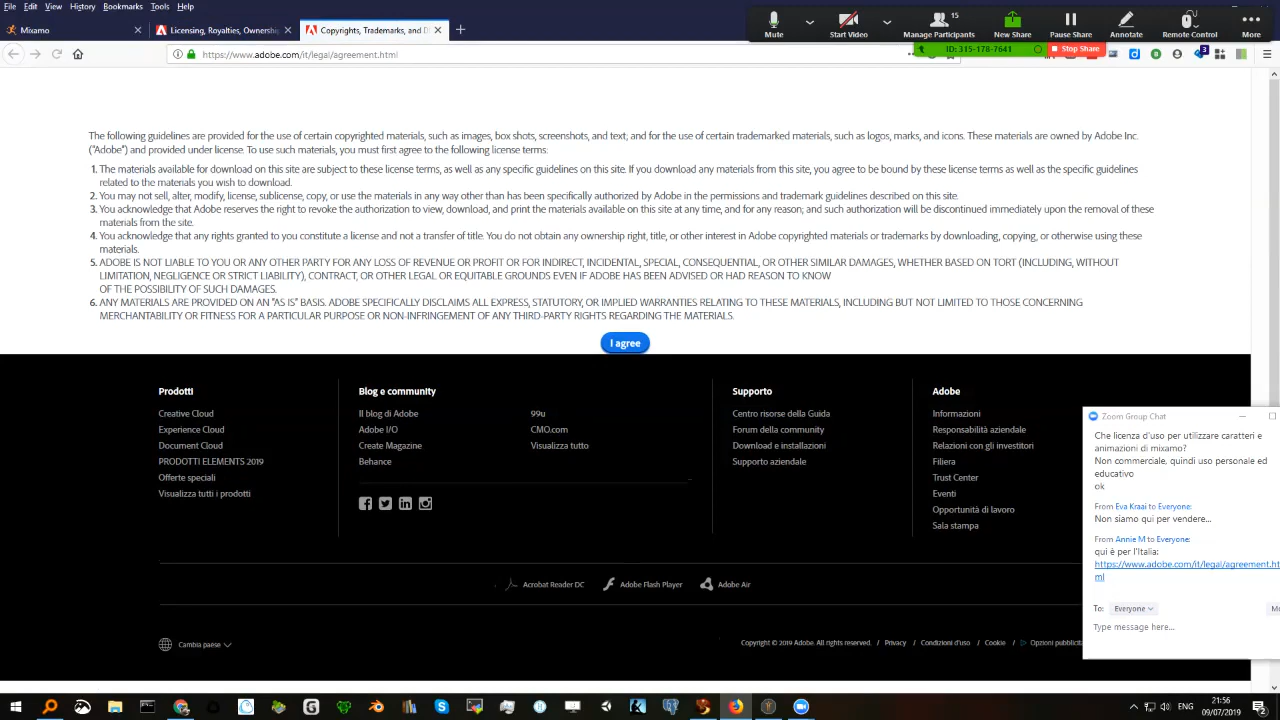 File Edit View History Bookmarks Tools Help
Mixamo
Licensing, Royalties, Ownership
Copyrights, Trademarks, and Di
https://www.adobe.com/it/legal/agreement.html
Mute
Start Video
15
Manage Participants
New Share
Pause Share
Annotate
Remote Control
More
ID: 315-178-7641
Stop Share
3
The following guidelines are provided for the use of certain copyrighted materials, such as images, box shots, screenshots, and text; and for the use of certain trademarked materials, such as logos, marks, and icons. These materials are owned by Adobe Inc.
("Adobe") and provided under license. To use such materials, you must first agree to the following license terms:
1. The materials available for download on this site are subject to these license terms, as well as any specific guidelines on this site. If you download any materials from this site, you agree to be bound by these license terms as well as the specific guidelines
related to the materials you wish to download.
2. You may not sell, alter, modify, license, sublicense, copy, or use the materials in any way other than has been specifically authorized by Adobe in the permissions and trademark guidelines described on this site.
3. You acknowledge that Adobe reserves the right to revoke the authorization to view, download, and print the materials available on this site at any time, and for any reason; and such authorization will be discontinued immediately upon the removal of these
materials from the site.
4. You acknowledge that any rights granted to you constitute a license and not a transfer of title. You do not obtain any ownership right, title, or other interest in Adobe copyrighted materials or trademarks by downloading, copying, or otherwise using these
materials.
5. ADOBE IS NOT LIABLE TO YOU OR ANY OTHER PARTY FOR ANY LOSS OF REVENUE OR PROFIT OR FOR INDIRECT, INCIDENTAL, SPECIAL, CONSEQUENTIAL, OR OTHER SIMILAR DAMAGES, WHETHER BASED ON TORT (INCLUDING, WITHOUT
LIMITATION, NEGLIGENCE OR STRICT LIABILITY), CONTRACT, OR OTHER LEGAL OR EQUITABLE GROUNDS EVEN IF ADOBE HAS BEEN ADVISED OR HAD REASON TO KNOW
OF THE POSSIBILITY OF SUCH DAMAGES.
6. ANY MATERIALS ARE PROVIDED ON AN "AS IS" BASIS. ADOBE SPECIFICALLY DISCLAIMS ALL EXPRESS, STATUTORY, OR IMPLIED WARRANTIES RELATING TO THESE MATERIALS, INCLUDING BUT NOT LIMITED TO THOSE CONCERNING
MERCHANTABILITY OR FITNESS FOR A PARTICULAR PURPOSE OR NON-INFRINGEMENT OF ANY THIRD-PARTY RIGHTS REGARDING THE MATERIALS.
I agree
Prodotti
Creative Cloud
Experience Cloud
Document Cloud
PRODOTTI ELEMENTS 2019
Offerte speciali
Visualizza tutti i prodotti
Blog e community
Il blog di Adobe
Adobe I/O
Create Magazine
Behance
99u
CMO.com
Visualizza tutto
Supporto
Centro risorse della Guida
Forum della community
Download e installazioni
Supporto aziendale
Adobe
Informazioni
Responsabilità aziendale
Relazioni con gli investitori
Filiera
Trust Center
Eventi
Opportunità di lavoro
Sala stampa
Acrobat Reader DC
Adobe Flash Player
Adobe Air
Cambia paese
Copyright © 2019 Adobe. All rights reserved. / Privacy / Condizioni d'uso / Cookie / Opzioni pubblicita
Zoom Group Chat
Che licenza d'uso per utilizzare caratteri e
animazioni di mixamo?
Non commerciale, quindi uso personale ed
educativo
ok
From Eva Kraai to Everyone:
Non siamo qui per vendere...
From Annie M to Everyone:
qui è per l'Italia:
https://www.adobe.com/it/legal/agreement.ht
ml
To: Everyone
Type message here...
ENG
21:56
09/07/2019